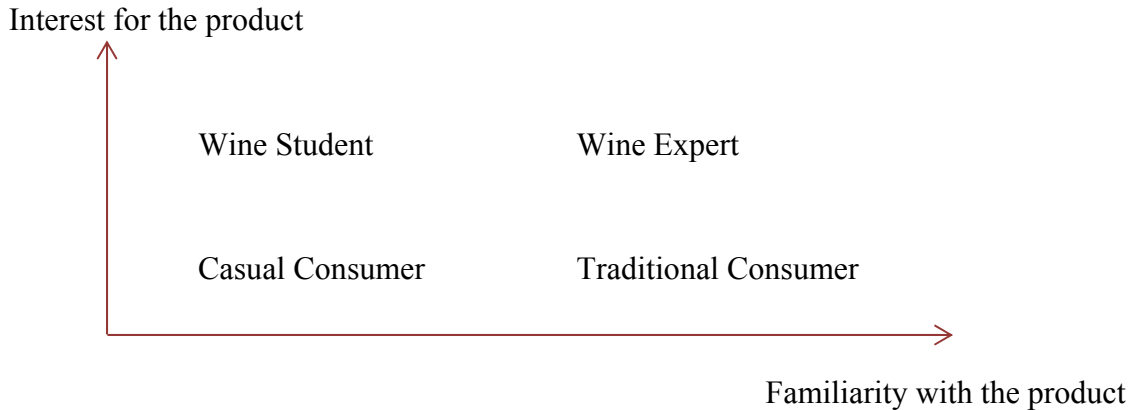 Interest for the product
Wine Student Wine Expert
Casual Consumer Traditional Consumer
Familiarity with the product